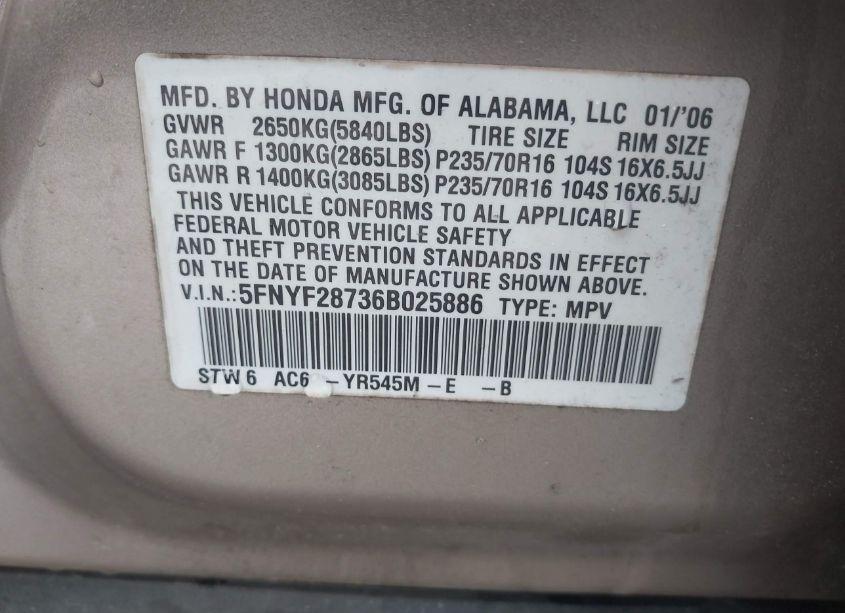 MFD. BY HONDA MFG. OF ALABAMA, LLC 01/'06
GVWR 2650KG(5840LBS) TIRE SIZE RIM SIZE
GAWR F 1300KG(2865LBS) P235/70R16 104S 16X6.5JJ
GAWR R 1400KG(3085LBS) P235/70R16 104S 16X6.5JJ
THIS VEHICLE CONFORMS TO ALL APPLICABLE
FEDERAL MOTOR VEHICLE SAFETY
AND THEFT PREVENTION STANDARDS IN EFFECT
ON THE DATE OF MANUFACTURE SHOWN ABOVE.
V.I.N.: 5FNYF28736B025886 TYPE: MPV
STW 6 AC6 -YR545M -E -B